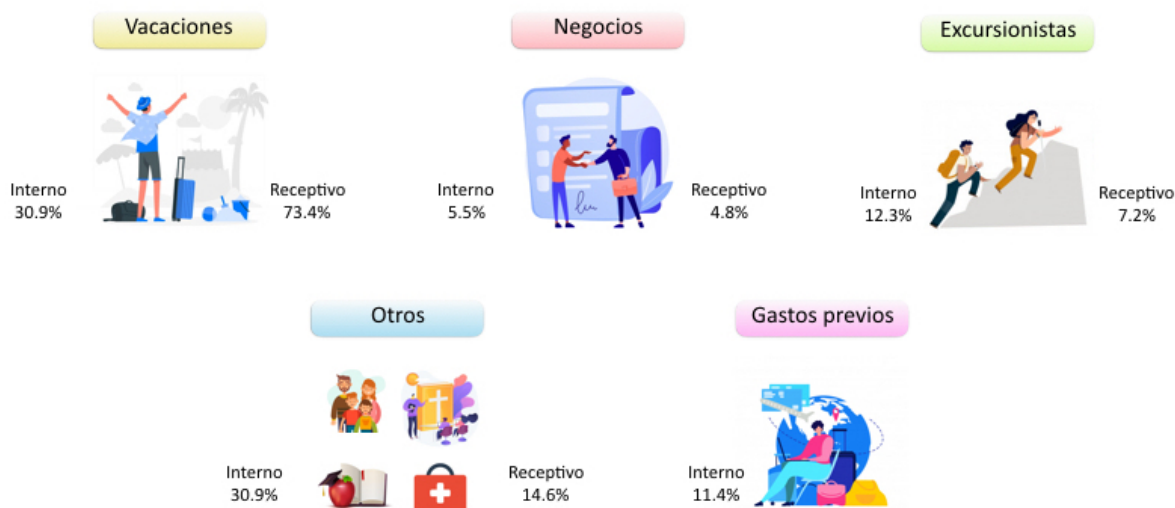 Vacaciones
Negocios
Excursionistas
Interno
30.9%
Receptivo
73.4%
Interno
5.5%
Receptivo
4.8%
Interno
12.3%
Receptivo
7.2%
Otros
Gastos previos
Interno
30.9%
Receptivo
14.6%
Interno
11.4%